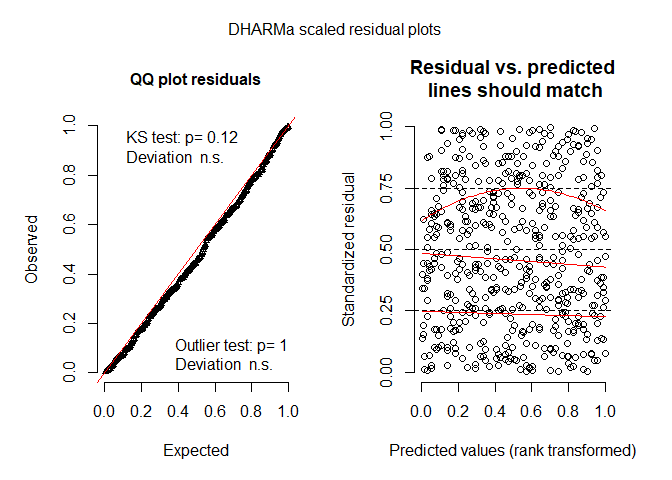 DHARMa scaled residual plots
QQ plot residuals
KS test: p= 0.12
Deviation n.s.
Outlier test: p= 1
Deviation n.s.
Observed
0.0 0.2 0.4 0.6 0.8 1.0
0.0 0.2 0.4 0.6 0.8 1.0
Expected
Residual vs. predicted
lines should match
Standardized residual
0.00 0.25 0.50 0.75 1.00
0.0 0.2 0.4 0.6 0.8 1.0
Predicted values (rank transformed)